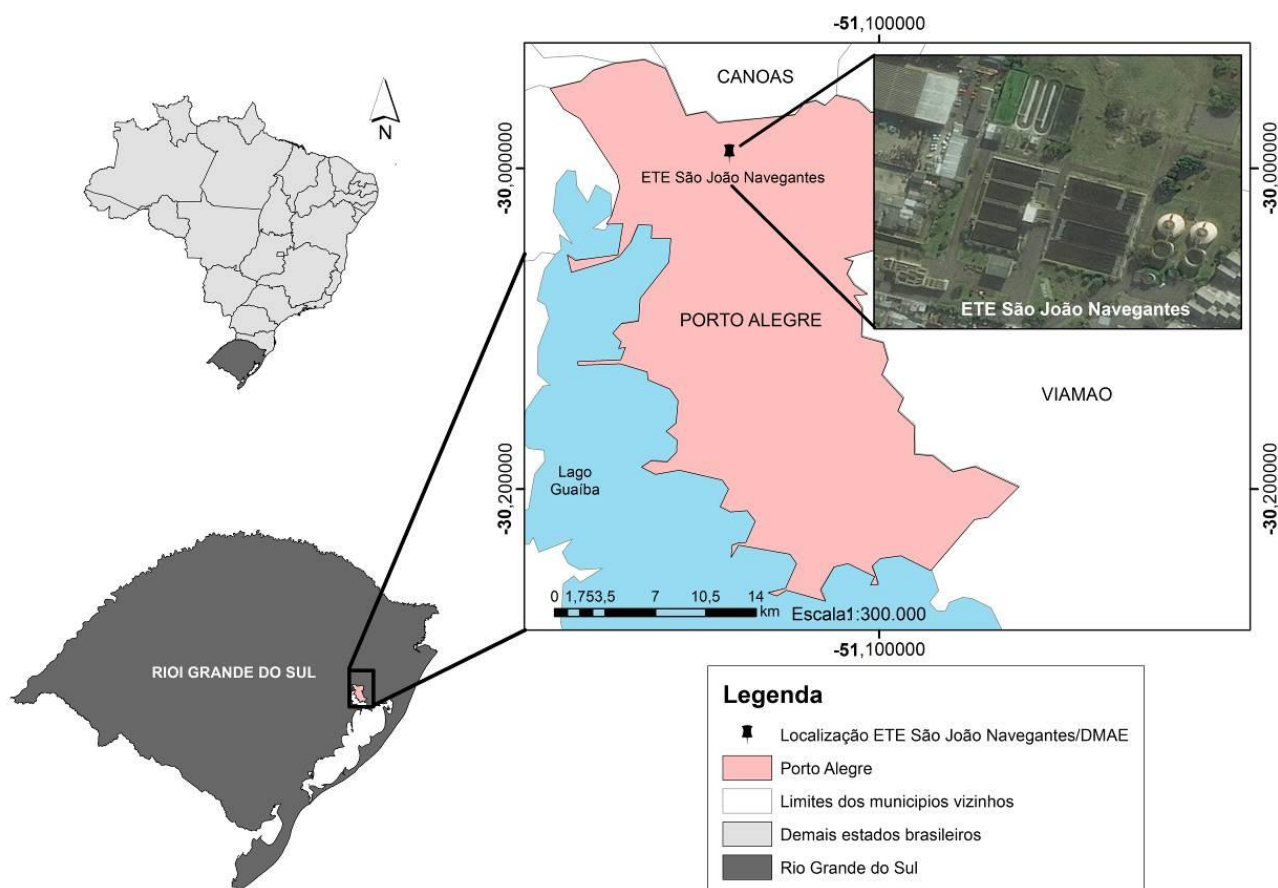 -51,100000
CANOAS
N
-30,000000
-30,000000
ETE São João Navegantes
ETE São João Navegantes
PORTO ALEGRE
VIAMAO
Lago
Guaíba
-30,200000
-30,200000
0 1,753,5 7 10,5 14
km
Escala1:300.000
-51,100000
RIOI GRANDE DO SUL
Legenda
Localização ETE São João Navegantes/DMAE
Porto Alegre
Limites dos municipios vizinhos
Demais estados brasileiros
Rio Grande do Sul